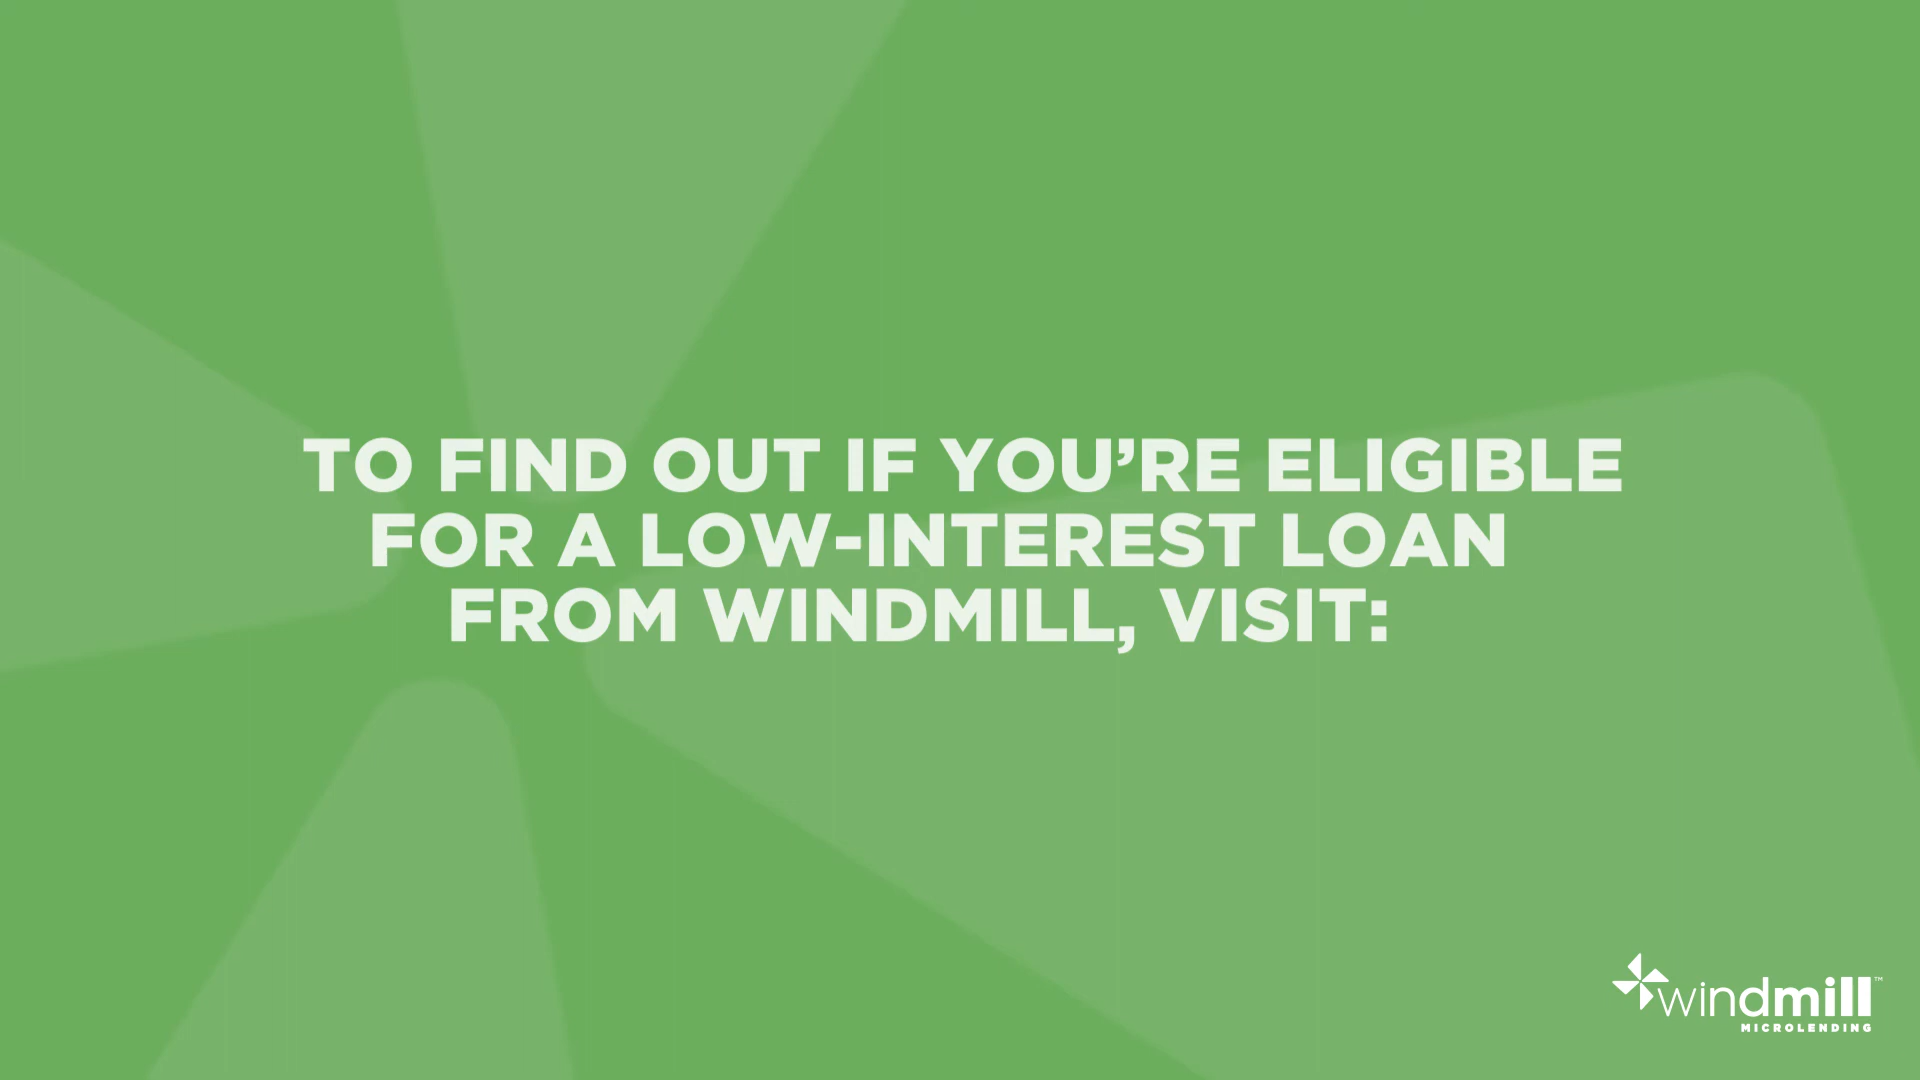 TO FIND OUT IF YOU’RE ELIGIBLE
FOR A LOW-INTEREST LOAN
FROM WINDMILL, VISIT:
windmill™
MICROLENDING